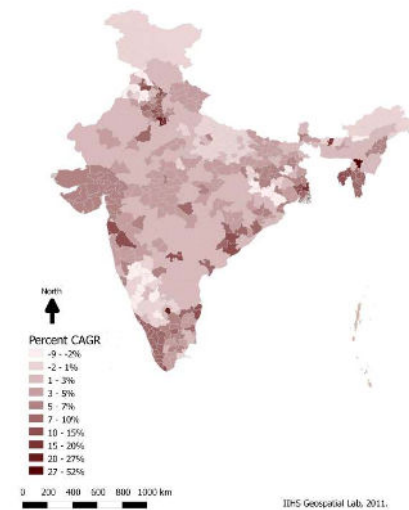 North
Percent CAGR
-9 - -2%
-2 - 1%
1 - 3%
3 - 5%
5 - 7%
7 - 10%
10 - 15%
15 - 20%
20 - 27%
27 - 52%
0 200 400 600 800 1000 km
IIHS Geospatial Lab, 2011.